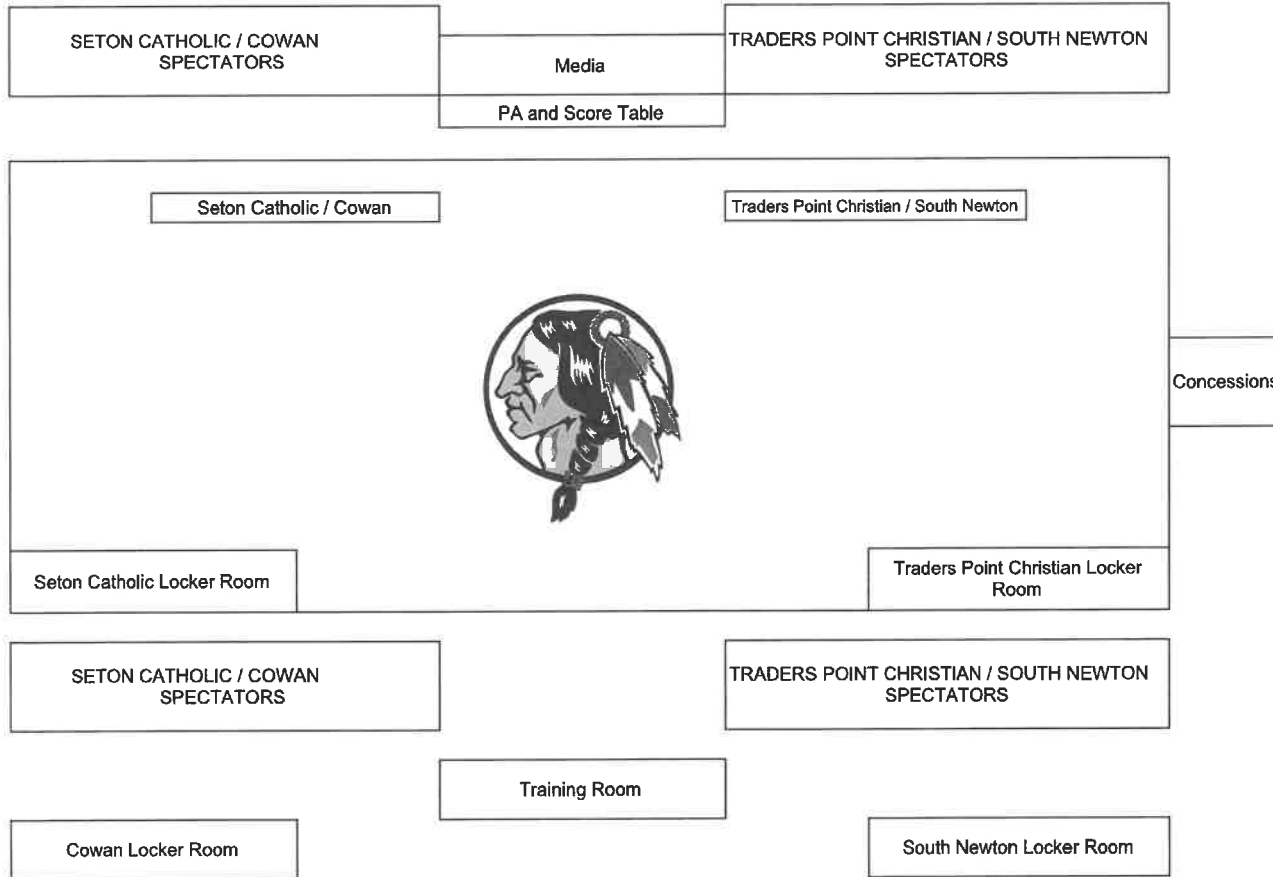 SETON CATHOLIC / COWAN
SPECTATORS
Media
TRADERS POINT CHRISTIAN / SOUTH NEWTON
SPECTATORS
PA and Score Table
Seton Catholic / Cowan
Traders Point Christian / South Newton
Concessions
Seton Catholic Locker Room
Traders Point Christian Locker
Room
SETON CATHOLIC / COWAN
SPECTATORS
TRADERS POINT CHRISTIAN / SOUTH NEWTON
SPECTATORS
Training Room
Cowan Locker Room
South Newton Locker Room